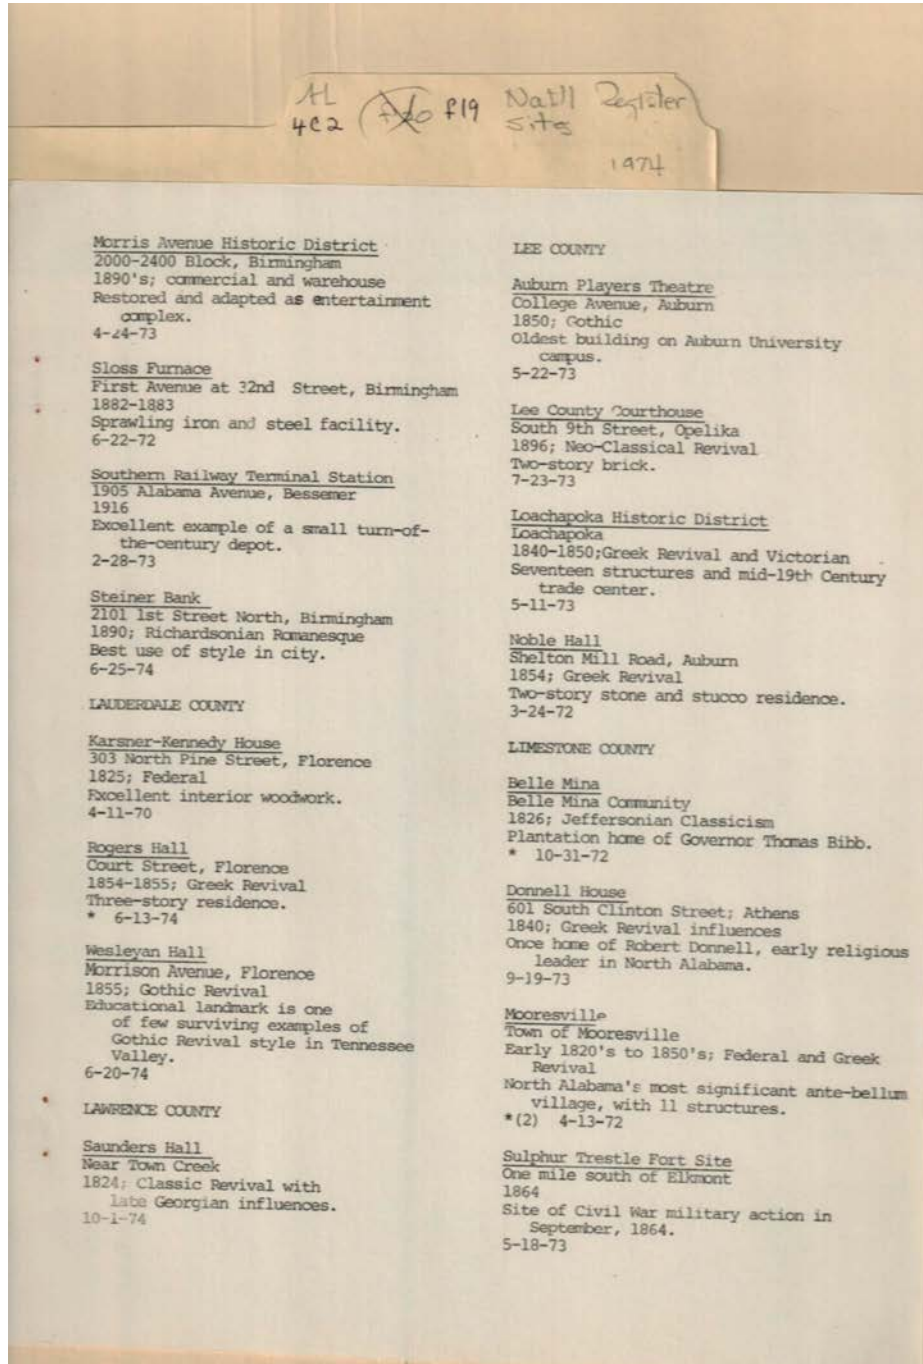 AL
4C2 f20 f19 Nat'l Register
Sites
1974
Morris Avenue Historic District
2000-2400 Block, Birmingham
1890's; commercial and warehouse
Restored and adapted as entertainment
complex.
4-24-73
Sloss Furnace
First Avenue at 32nd Street, Birmingham
1882-1883
Sprawling iron and steel facility.
6-22-72
Southern Railway Terminal Station
1905 Alabama Avenue, Bessemer
1916
Excellent example of a small turn-of-
the-century depot.
2-28-73
Steiner Bank
2101 1st Street North, Birmingham
1890; Richardsonian Romanesque
Best use of style in city.
6-25-74
LAUDERDALE COUNTY
Karsner-Kennedy House
303 North Pine Street, Florence
1825; Federal
Excellent interior woodwork.
4-11-70
Rogers Hall
Court Street, Florence
1854-1855; Greek Revival
Three-story residence.
* 6-13-74
Wesleyan Hall
Morrison Avenue, Florence
1855; Gothic Revival
Educational landmark is one
of few surviving examples of
Gothic Revival style in Tennessee
Valley.
6-20-74
LAWRENCE COUNTY
Saunders Hall
Near Town Creek
1824; Classic Revival with
late Georgian influences.
10-1-74
LEE COUNTY
Auburn Players Theatre
College Avenue, Auburn
1850; Gothic
Oldest building on Auburn University
campus.
5-22-73
Lee County Courthouse
South 9th Street, Opelika
1896; Neo-Classical Revival
Two-story brick.
7-23-73
Loachapoka Historic District
Loachapoka
1840-1850;Greek Revival and Victorian
Seventeen structures and mid-19th Century
trade center.
5-11-73
Noble Hall
Shelton Mill Road, Auburn
1854; Greek Revival
Two-story stone and stucco residence.
3-24-72
LIMESTONE COUNTY
Belle Mina
Belle Mina Community
1826; Jeffersonian Classicism
Plantation home of Governor Thomas Bibb.
* 10-31-72
Donnell House
601 South Clinton Street; Athens
1840; Greek Revival influences
Once home of Robert Donnell, early religious
leader in North Alabama.
9-19-73
Mooresville
Town of Mooresville
Early 1820's to 1850's; Federal and Greek
Revival
North Alabama's most significant ante-bellum
village, with 11 structures.
*(2) 4-13-72
Sulphur Trestle Fort Site
One mile south of Elkmont
1864
Site of Civil War military action in
September, 1864.
5-18-73